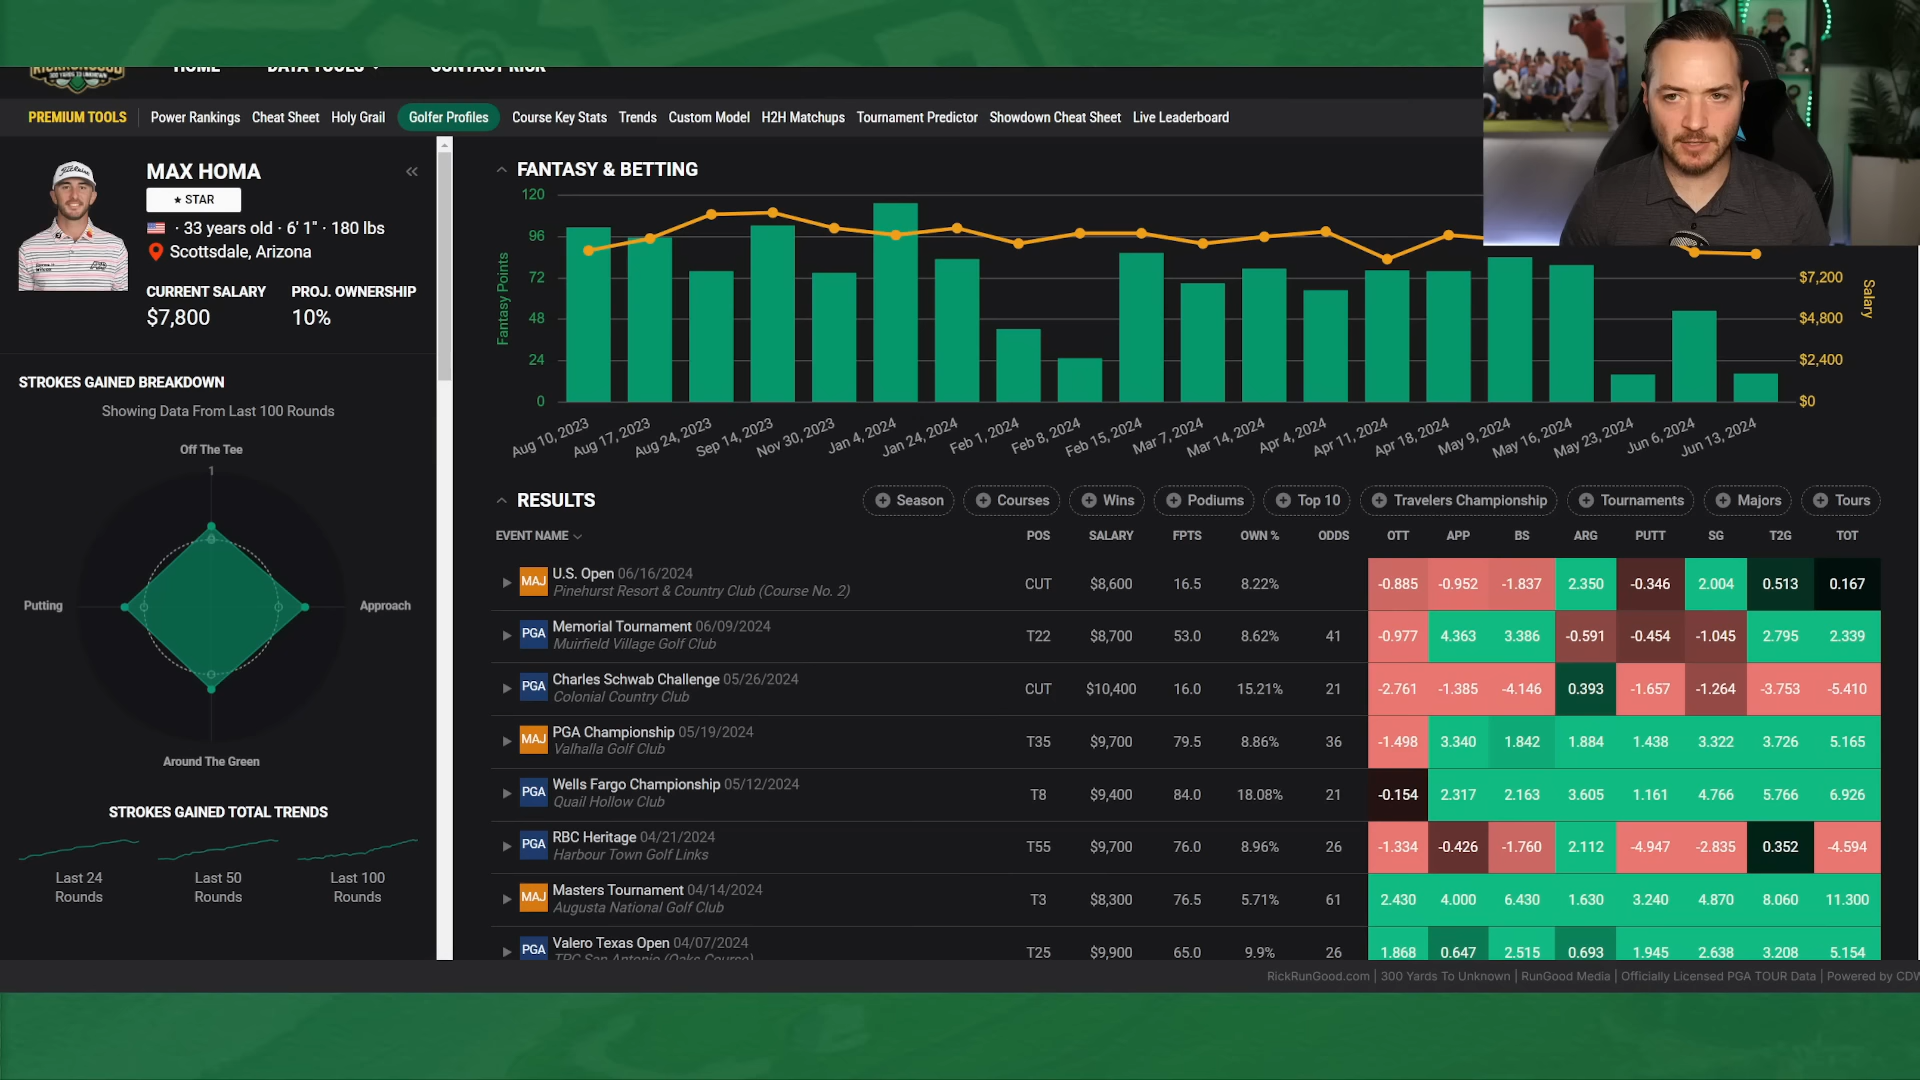 RICKRUNGOOD
300 YARDS TO UNKNOWN
HOME DATA TOOLS CONTACT RICK
PREMIUM TOOLS Power Rankings Cheat Sheet Holy Grail Golfer Profiles Course Key Stats Trends Custom Model H2H Matchups Tournament Predictor Showdown Cheat Sheet Live Leaderboard
MAX HOMA
★ STAR
· 33 years old · 6' 1" · 180 lbs
Scottsdale, Arizona
CURRENT SALARY PROJ. OWNERSHIP
$7,800 10%
STROKES GAINED BREAKDOWN
Showing Data From Last 100 Rounds
Off The Tee
1
0
Putting 0 0 Approach
0
Around The Green
STROKES GAINED TOTAL TRENDS
Last 24 Rounds
Last 50 Rounds
Last 100 Rounds
FANTASY & BETTING
120
96
72 $7,200
48 $4,800
24 $2,400
0 $0
Fantasy Points
Salary
Aug 10, 2023 Aug 17, 2023 Aug 24, 2023 Sep 14, 2023 Nov 30, 2023 Jan 4, 2024 Jan 24, 2024 Feb 1, 2024 Feb 8, 2024 Feb 15, 2024 Mar 7, 2024 Mar 14, 2024 Apr 4, 2024 Apr 11, 2024 Apr 18, 2024 May 9, 2024 May 16, 2024 May 23, 2024 Jun 6, 2024 Jun 13, 2024
RESULTS Season Courses Wins Podiums Top 10 Travelers Championship Tournaments Majors Tours
EVENT NAME POS SALARY FPTS OWN % ODDS OTT APP BS ARG PUTT SG T2G TOT
MAJ U.S. Open 06/16/2024 CUT $8,600 16.5 8.22% -0.885 -0.952 -1.837 2.350 -0.346 2.004 0.513 0.167
Pinehurst Resort & Country Club (Course No. 2)
PGA Memorial Tournament 06/09/2024 T22 $8,700 53.0 8.62% 41 -0.977 4.363 3.386 -0.591 -0.454 -1.045 2.795 2.339
Muirfield Village Golf Club
PGA Charles Schwab Challenge 05/26/2024 CUT $10,400 16.0 15.21% 21 -2.761 -1.385 -4.146 0.393 -1.657 -1.264 -3.753 -5.410
Colonial Country Club
MAJ PGA Championship 05/19/2024 T35 $9,700 79.5 8.86% 36 -1.498 3.340 1.842 1.884 1.438 3.322 3.726 5.165
Valhalla Golf Club
PGA Wells Fargo Championship 05/12/2024 T8 $9,400 84.0 18.08% 21 -0.154 2.317 2.163 3.605 1.161 4.766 5.766 6.926
Quail Hollow Club
PGA RBC Heritage 04/21/2024 T55 $9,700 76.0 8.96% 26 -1.334 -0.426 -1.760 2.112 -4.947 -2.835 0.352 -4.594
Harbour Town Golf Links
MAJ Masters Tournament 04/14/2024 T3 $8,300 76.5 5.71% 61 2.430 4.000 6.430 1.630 3.240 4.870 8.060 11.300
Augusta National Golf Club
PGA Valero Texas Open 04/07/2024 T25 $9,900 65.0 9.9% 26 1.868 0.647 2.515 0.693 1.945 2.638 3.208 5.154
TPC San Antonio (Oaks Course)
RickRunGood.com | 300 Yards To Unknown | RunGood Media | Officially Licensed PGA TOUR Data | Powered by CDW